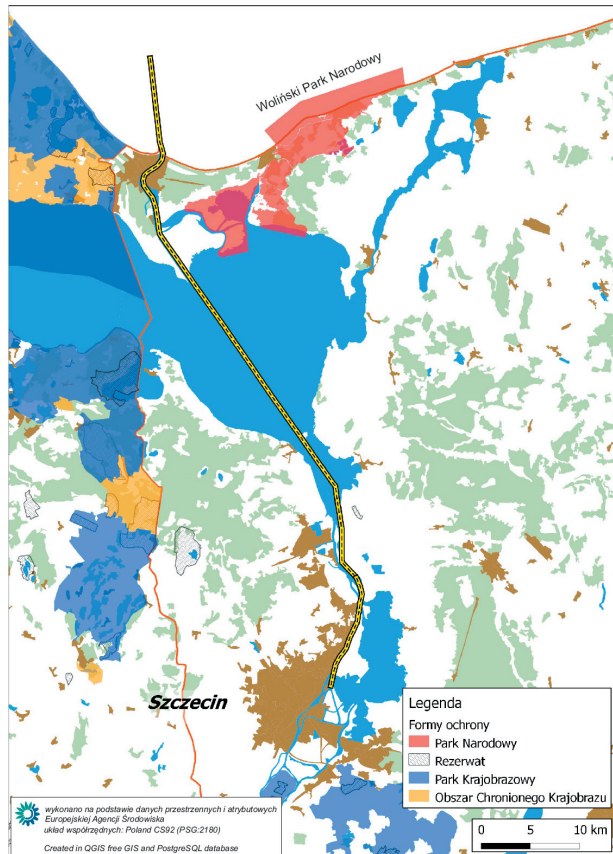 Woliński Park Narodowy
Szczecin
Legenda
Formy ochrony
Park Narodowy
Rezerwat
Park Krajobrazowy
Obszar Chronionego Krajobrazu
0 5 10 km
wykonano na podstawie danych przestrzennych i atrybutowych
Europejskiej Agencji Środowiska
układ współrzędnych: Poland CS92 (PSG:2180)
Created in QGIS free GIS and PostgreSQL database